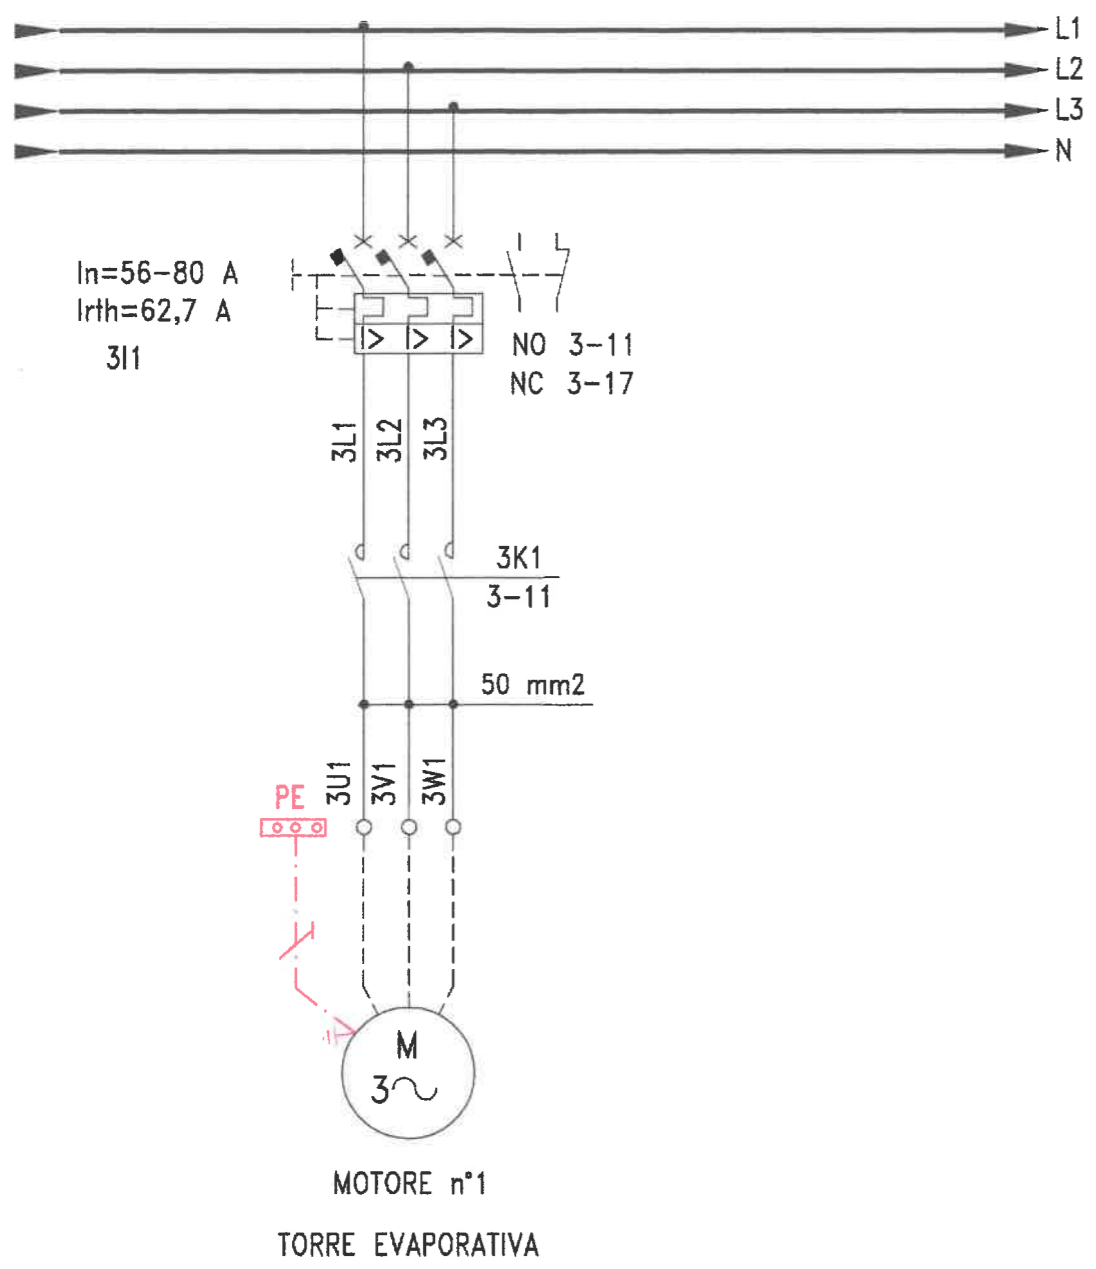 L1
L2
L3
N
In=56-80 A
Irth=62,7 A
3I1
NO 3-11
NC 3-17
3L1
3L2
3L3
3K1
3-11
50 mm2
3U1
3V1
3W1
PE
M
3~
MOTORE n°1
TORRE EVAPORATIVA